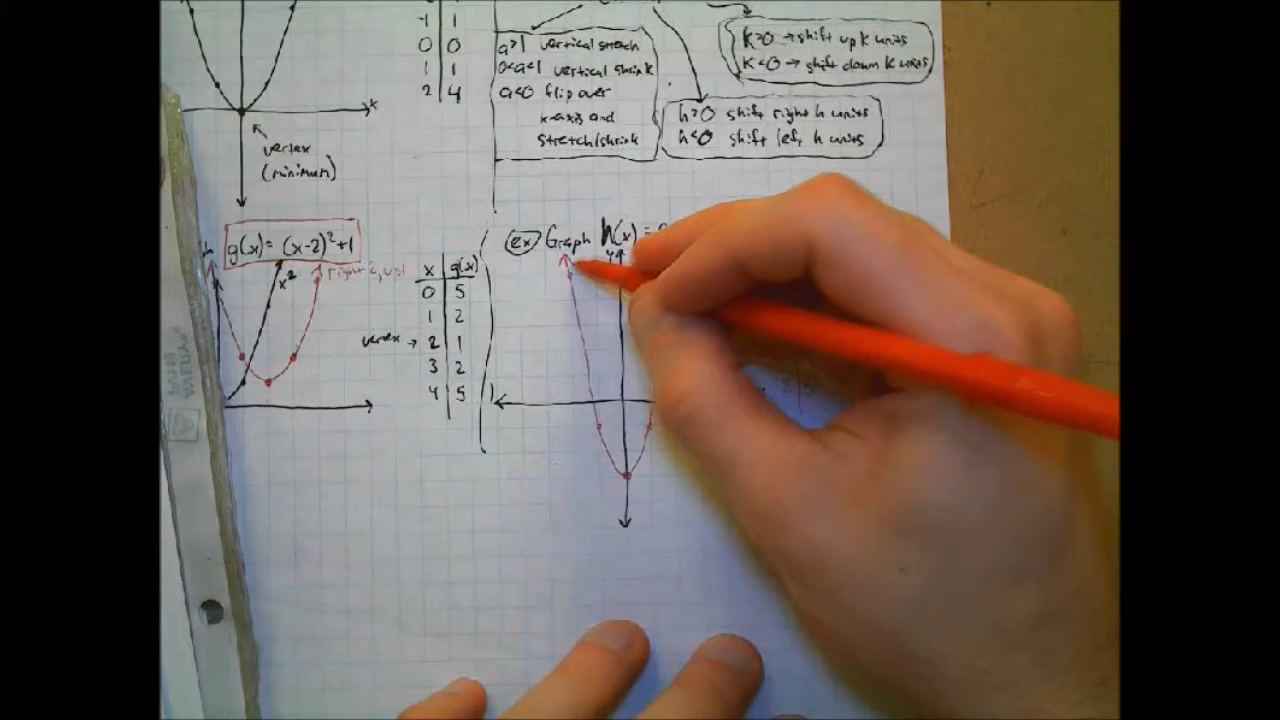 -1 1
0 0
1 1
2 4
x
vertex
(minimum)
a>1 vertical stretch
0<a<1 vertical shrink
a<0 flip over
x-axis and
stretch/shrink
k>0 → shift up k units
k<0 → shift down k units
h>0 shift right h units
h<0 shift left h units
g(x) = (x-2)²+1
x²
right 2, up 1
x g(x)
0 5
1 2
vertex → 2 1
3 2
4 5
ex Graph h(x) =
y